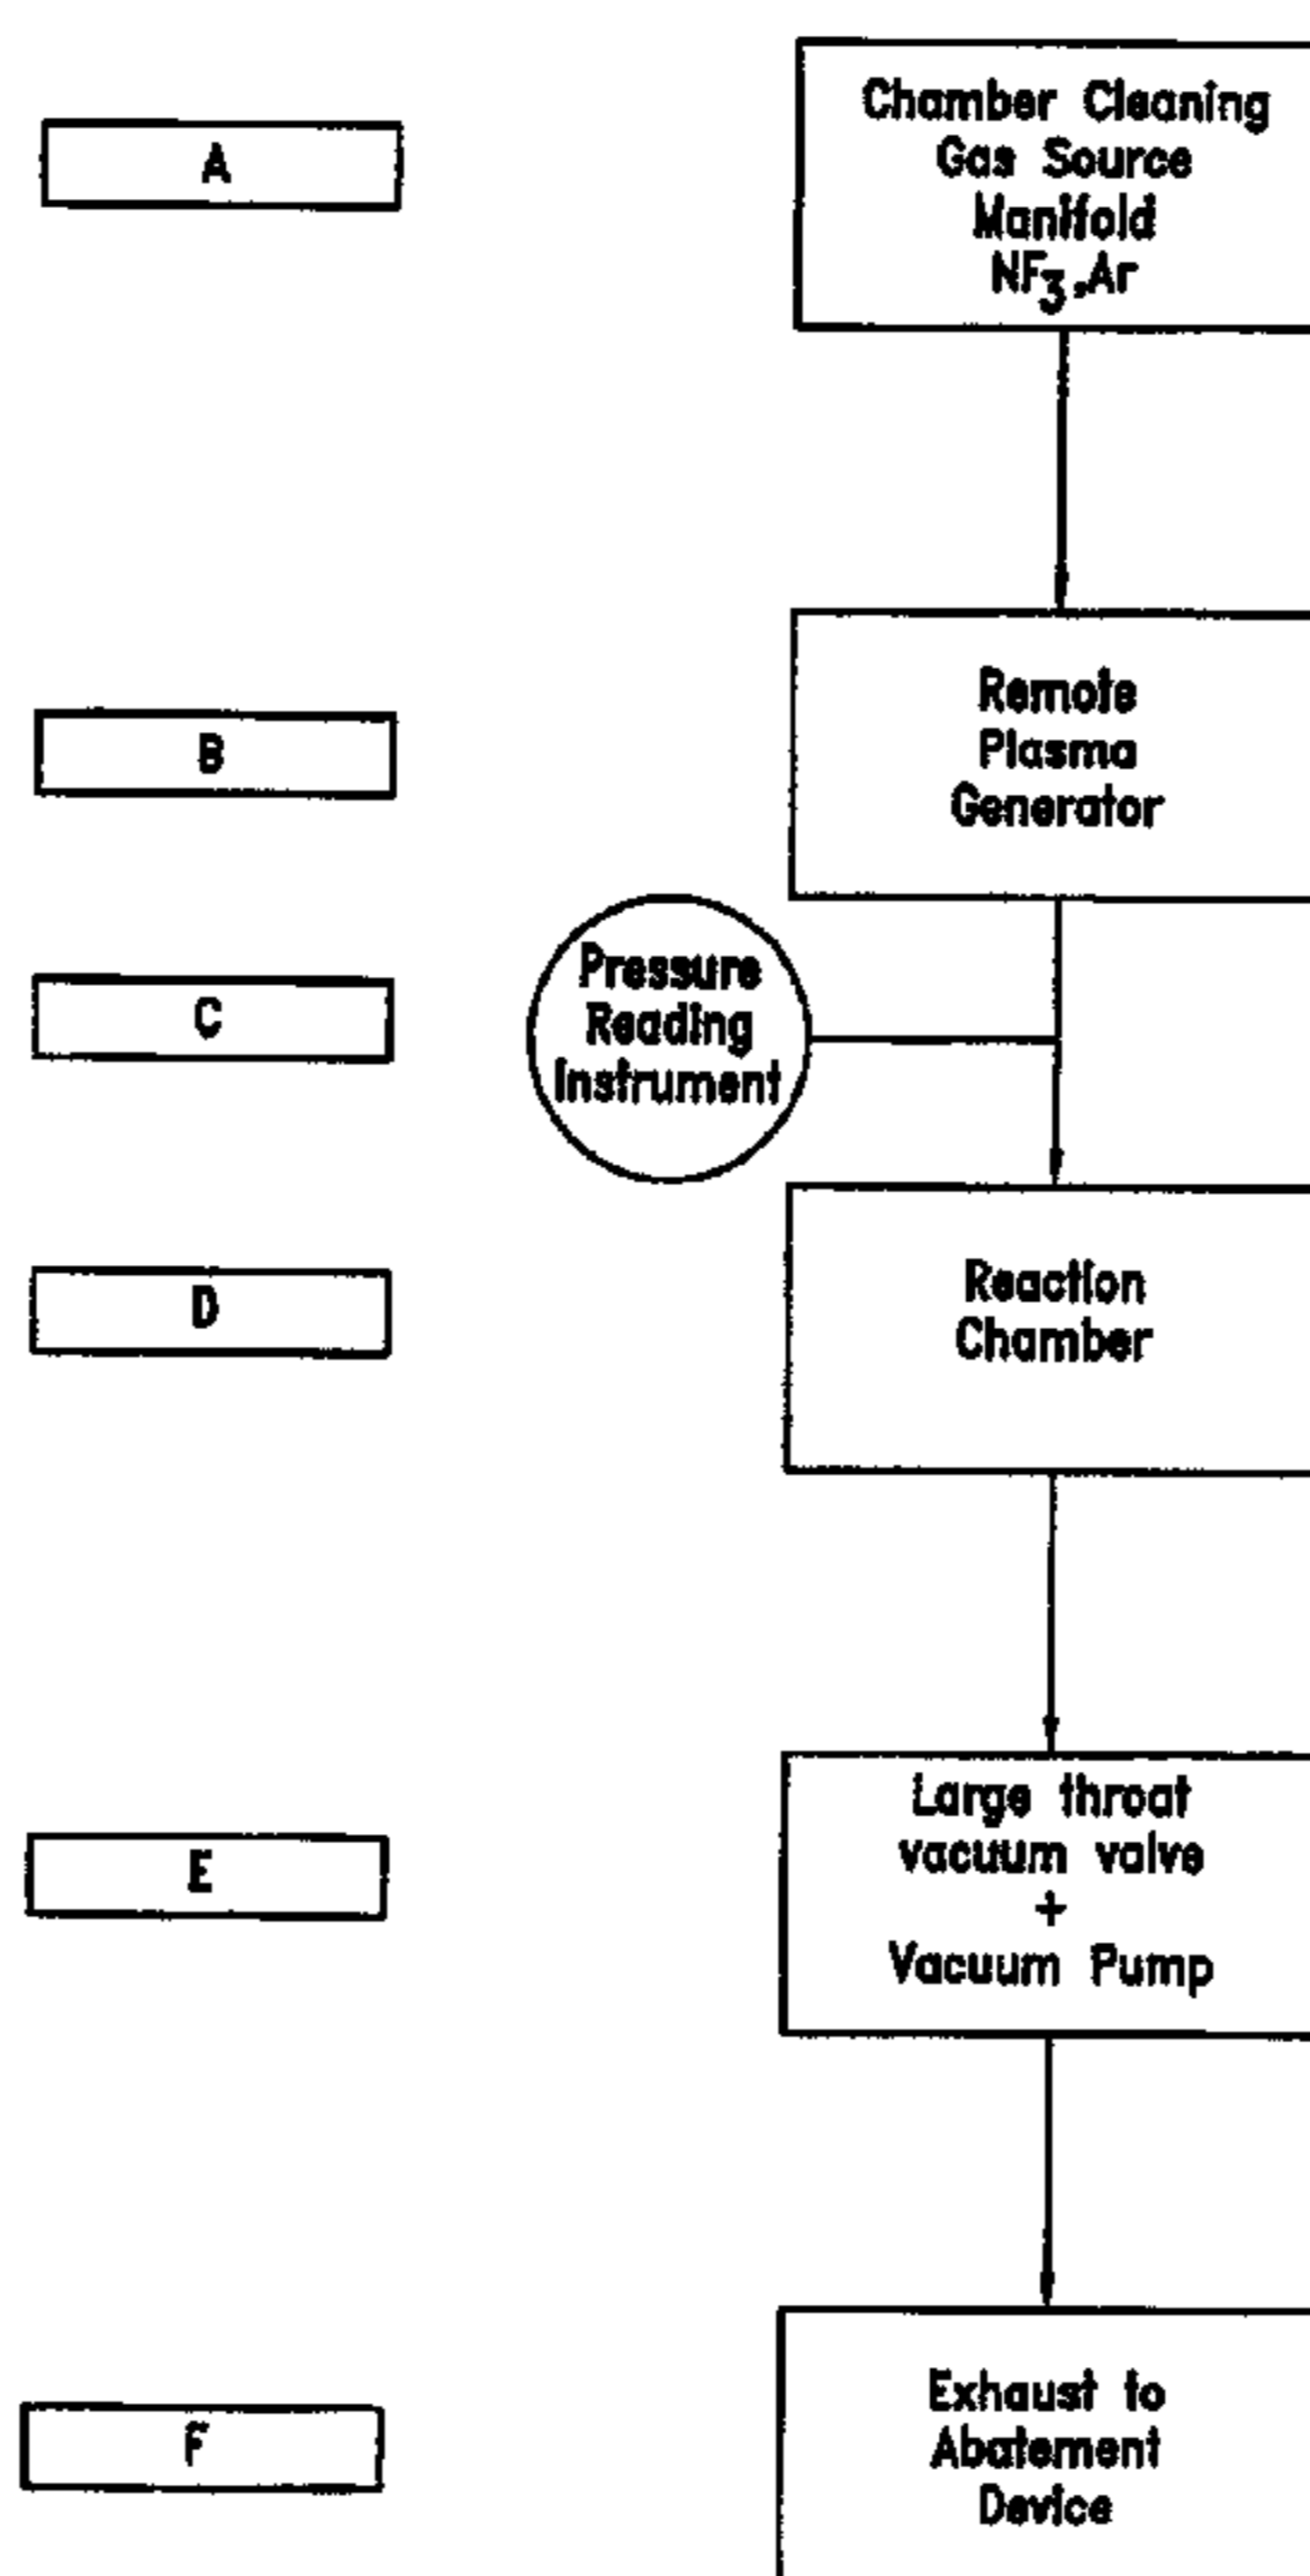 A
Chamber Cleaning
Gas Source
Manifold
NF₃,Ar
B
Remote
Plasma
Generator
C
Pressure
Reading
Instrument
D
Reaction
Chamber
E
Large throat
vacuum valve
+
Vacuum Pump
F
Exhaust to
Abatement
Device